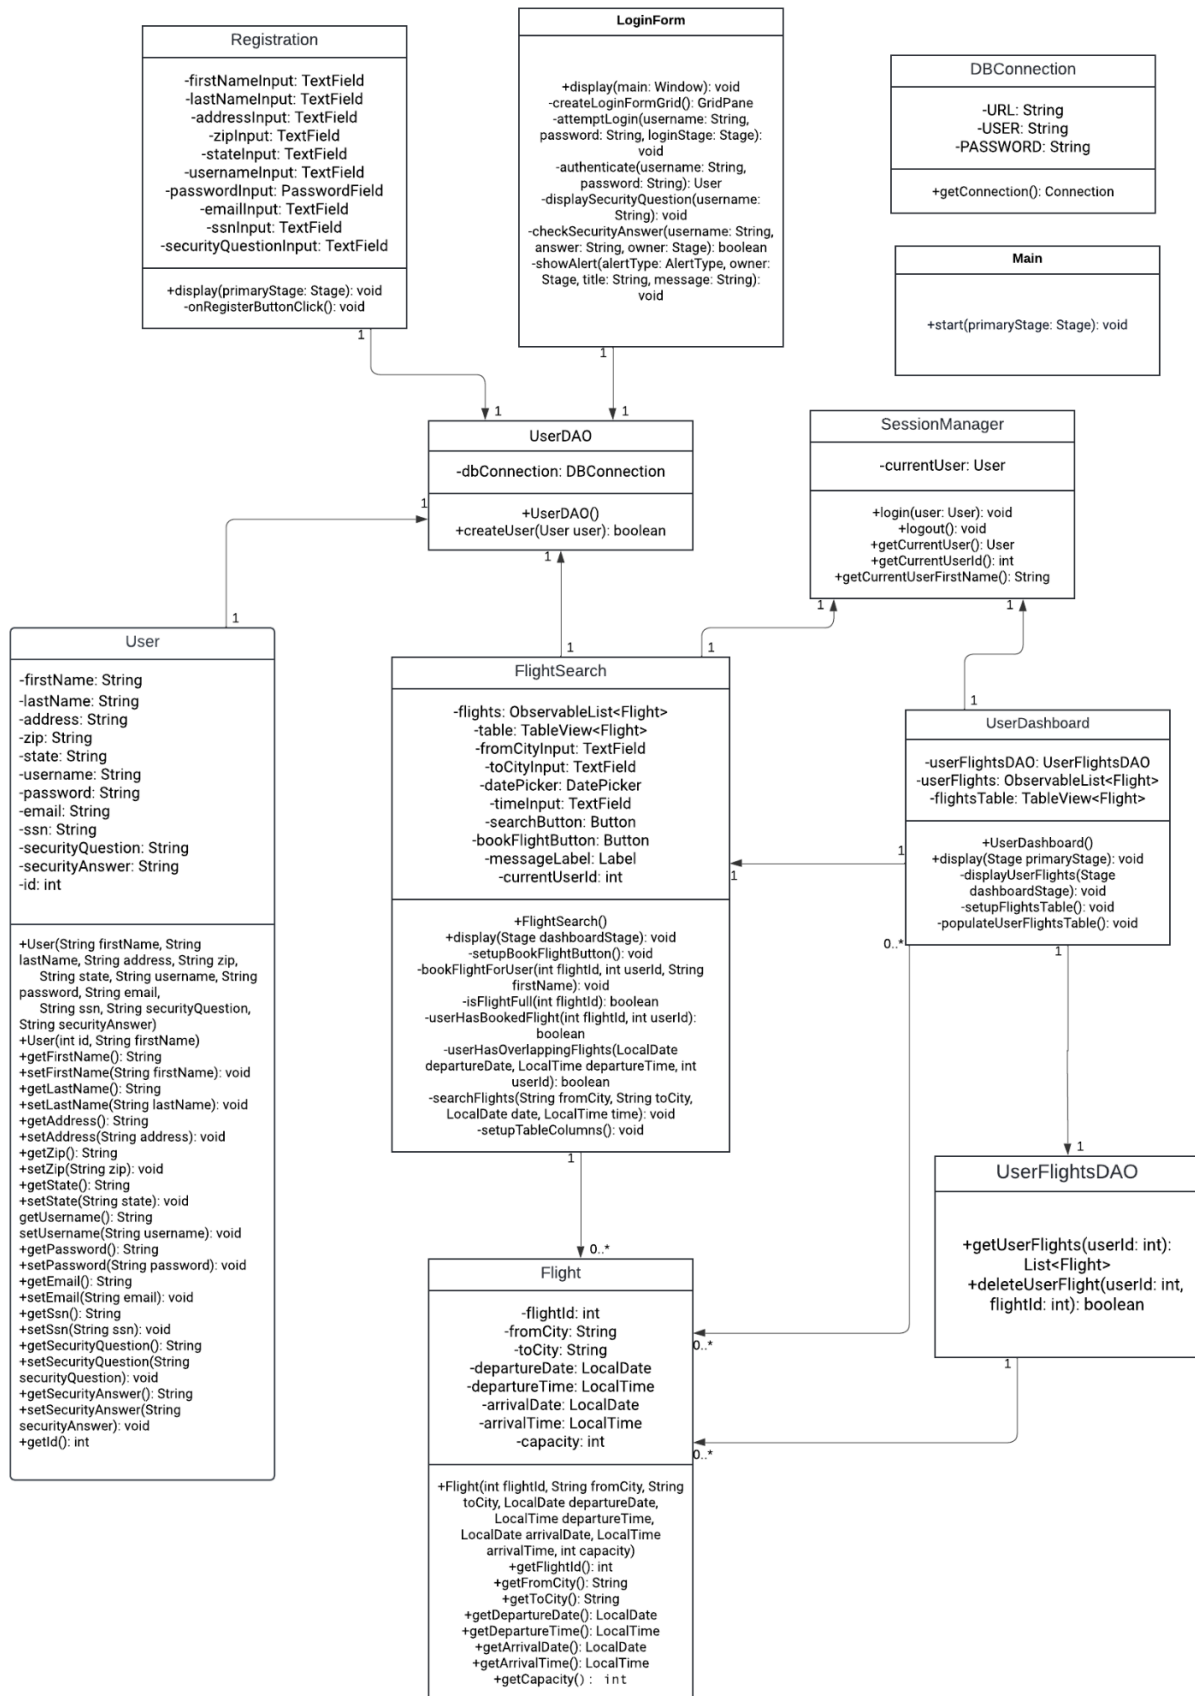 Registration
-firstNameInput: TextField
-lastNameInput: TextField
-addressInput: TextField
-zipInput: TextField
-stateInput: TextField
-usernameInput: TextField
-passwordInput: PasswordField
-emailInput: TextField
-ssnInput: TextField
-securityQuestionInput: TextField
+display(primaryStage: Stage): void
-onRegisterButtonClick(): void
1
LoginForm
+display(main: Window): void
-createLoginFormGrid(): GridPane
-attemptLogin(username: String,
password: String, loginStage: Stage):
void
-authenticate(username: String,
password: String): User
-displaySecurityQuestion(username:
String): void
-checkSecurityAnswer(username: String,
answer: String, owner: Stage): boolean
-showAlert(alertType: AlertType, owner:
Stage, title: String, message: String):
void
1
DBConnection
-URL: String
-USER: String
-PASSWORD: String
+getConnection(): Connection
Main
+start(primaryStage: Stage): void
1
1
UserDAO
-dbConnection: DBConnection
+UserDAO()
+createUser(User user): boolean
1
1
SessionManager
-currentUser: User
+login(user: User): void
+logout(): void
+getCurrentUser(): User
+getCurrentUserId(): int
+getCurrentUserFirstName(): String
1
1
1
User
-firstName: String
-lastName: String
-address: String
-zip: String
-state: String
-username: String
-password: String
-email: String
-ssn: String
-securityQuestion: String
-securityAnswer: String
-id: int
+User(String firstName, String
lastName, String address, String zip,
String state, String username, String
password, String email,
String ssn, String securityQuestion,
String securityAnswer)
+User(int id, String firstName)
+getFirstName(): String
+setFirstName(String firstName): void
+getLastName(): String
+setLastName(String lastName): void
+getAddress(): String
+setAddress(String address): void
+getZip(): String
+setZip(String zip): void
+getState(): String
+setState(String state): void
getUsername(): String
setUsername(String username): void
+getPassword(): String
+setPassword(String password): void
+getEmail(): String
+setEmail(String email): void
+getSsn(): String
+setSsn(String ssn): void
+getSecurityQuestion(): String
+setSecurityQuestion(String
securityQuestion): void
+getSecurityAnswer(): String
+setSecurityAnswer(String
securityAnswer): void
+getId(): int
1
1
FlightSearch
-flights: ObservableList<Flight>
-table: TableView<Flight>
-fromCityInput: TextField
-toCityInput: TextField
-datePicker: DatePicker
-timeInput: TextField
-searchButton: Button
-bookFlightButton: Button
-messageLabel: Label
-currentUserId: int
+FlightSearch()
+display(Stage dashboardStage): void
-setupBookFlightButton(): void
-bookFlightForUser(int flightId, int userId, String
firstName): void
-isFlightFull(int flightId): boolean
-userHasBookedFlight(int flightId, int userId):
boolean
-userHasOverlappingFlights(LocalDate
departureDate, LocalTime departureTime, int
userId): boolean
-searchFlights(String fromCity, String toCity,
LocalDate date, LocalTime time): void
-setupTableColumns(): void
1
1
1
UserDashboard
-userFlightsDAO: UserFlightsDAO
-userFlights: ObservableList<Flight>
-flightsTable: TableView<Flight>
+UserDashboard()
+display(Stage primaryStage): void
-displayUserFlights(Stage
dashboardStage): void
-setupFlightsTable(): void
-populateUserFlightsTable(): void
1
0..*
1
1
UserFlightsDAO
+getUserFlights(userId: int):
List<Flight>
+deleteUserFlight(userId: int,
flightId: int): boolean
1
0..*
Flight
-flightId: int
-fromCity: String
-toCity: String
-departureDate: LocalDate
-departureTime: LocalTime
-arrivalDate: LocalDate
-arrivalTime: LocalTime
-capacity: int
+Flight(int flightId, String fromCity, String
toCity, LocalDate departureDate,
LocalTime departureTime,
LocalDate arrivalDate, LocalTime
arrivalTime, int capacity)
+getFlightId(): int
+getFromCity(): String
+getToCity(): String
+getDepartureDate(): LocalDate
+getDepartureTime(): LocalTime
+getArrivalDate(): LocalDate
+getArrivalTime(): LocalTime
+getCapacity(): int
0..*
0..*